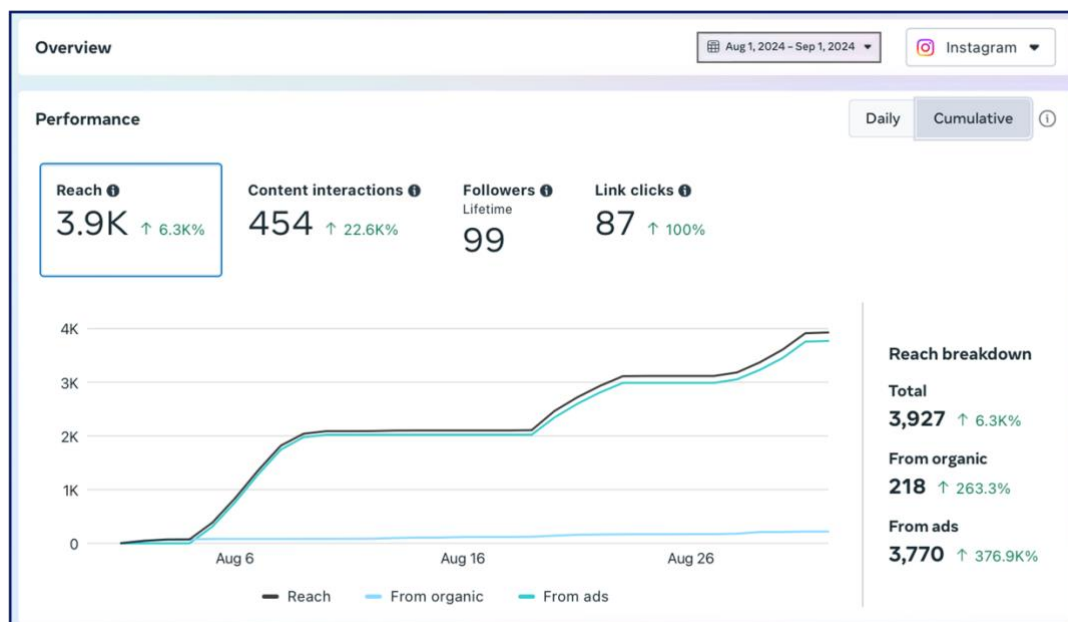 Overview
Aug 1, 2024 – Sep 1, 2024
Instagram
Performance
Daily
Cumulative
Reach
3.9K ↑ 6.3K%
Content interactions
454 ↑ 22.6K%
Followers
Lifetime
99
Link clicks
87 ↑ 100%
4K
3K
2K
1K
0
Aug 6
Aug 16
Aug 26
Reach
From organic
From ads
Reach breakdown
Total
3,927 ↑ 6.3K%
From organic
218 ↑ 263.3%
From ads
3,770 ↑ 376.9K%